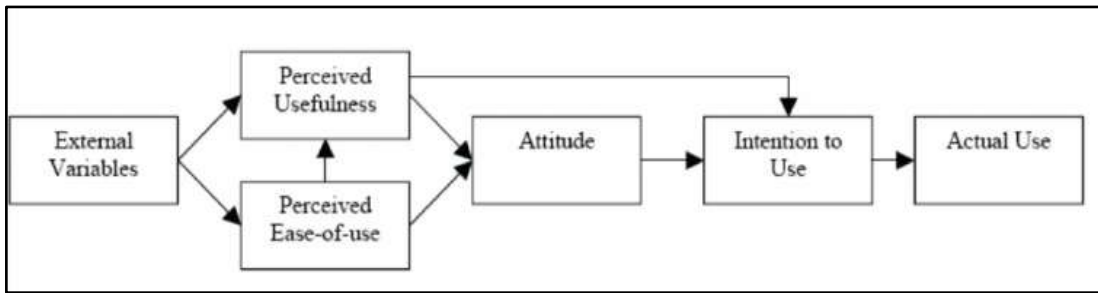 Perceived
Usefulness
External
Variables
Perceived
Ease-of-use
Attitude
Intention to
Use
Actual Use